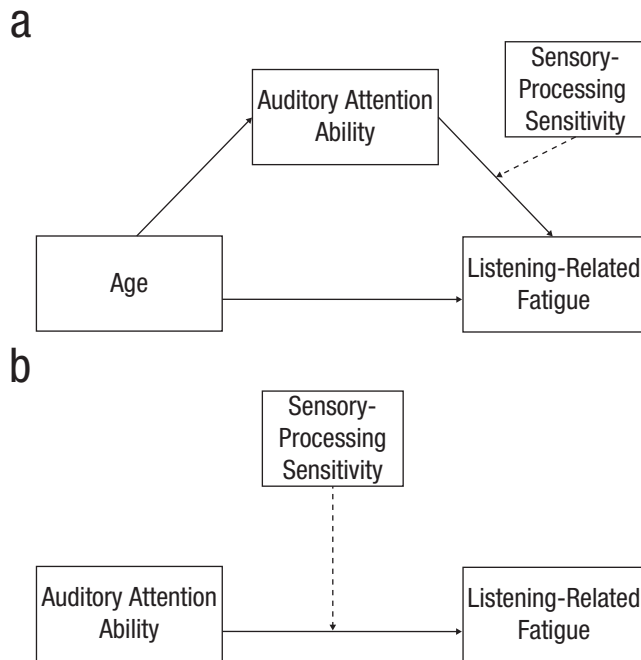 a
Sensory-
Processing
Sensitivity
Auditory Attention
Ability
Age
Listening-Related
Fatigue
b
Sensory-
Processing
Sensitivity
Auditory Attention
Ability
Listening-Related
Fatigue